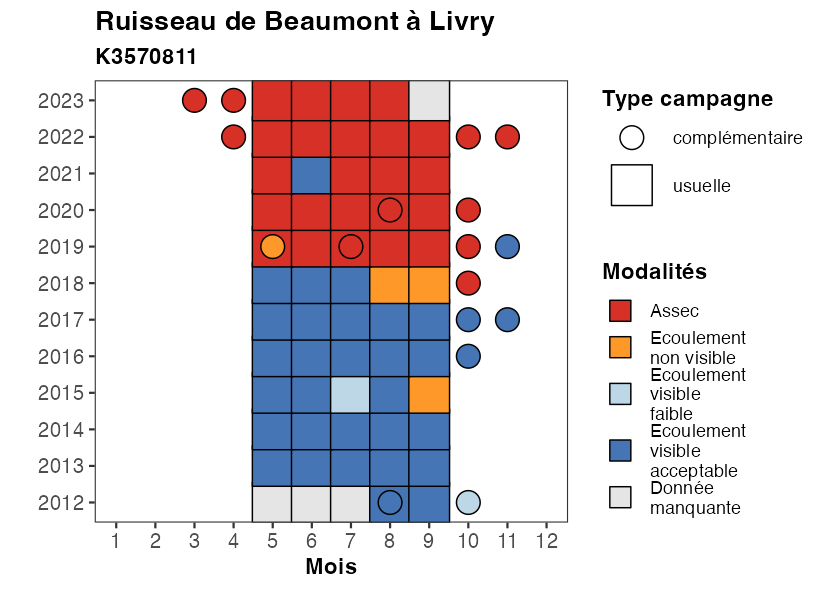 Ruisseau de Beaumont à Livry
K3570811
2023
2022
2021
2020
2019
2018
2017
2016
2015
2014
2013
2012
1 2 3 4 5 6 7 8 9 10 11 12
Mois
Type campagne
complémentaire
usuelle
Modalités
Assec
Ecoulement
non visible
Ecoulement
visible
faible
Ecoulement
visible
acceptable
Donnée
manquante